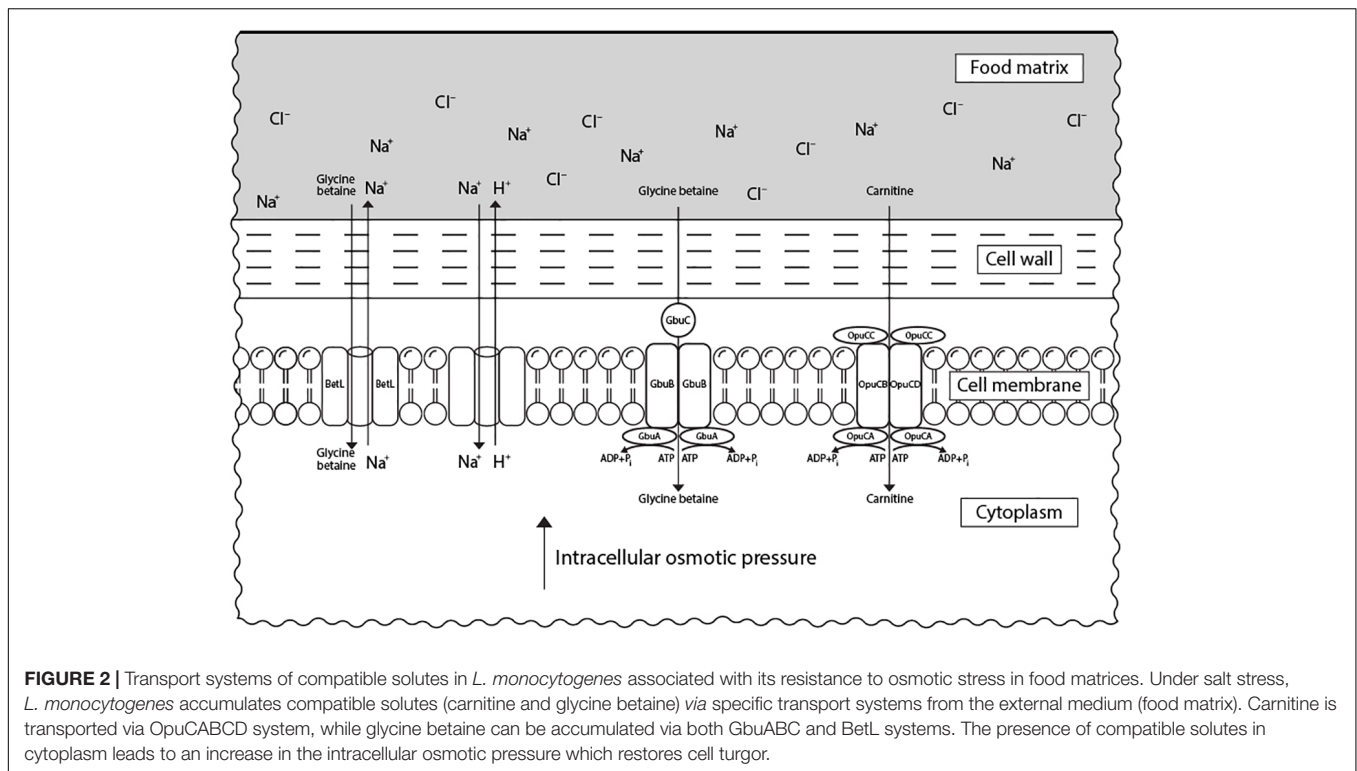 Food matrix
Cl⁻
Cl⁻
Cl⁻
Cl⁻
Cl⁻
Na⁺
Na⁺
Na⁺
Na⁺
Cl⁻
Na⁺
Na⁺
Glycine
betaine
Na⁺
Na⁺
H⁺
Cl⁻
Glycine betaine
Cl⁻
Carnitine
Na⁺
Cell wall
GbuC
OpuCC
OpuCC
BetL
BetL
GbuB
GbuB
OpuCB
OpuCD
Cell membrane
GbuA
GbuA
OpuCA
OpuCA
ADP+Pi
ATP
ATP
ADP+Pi
ADP+Pi
ATP
ATP
ADP+Pi
Glycine
betaine
Na⁺
Na⁺
H⁺
Glycine betaine
Carnitine
Cytoplasm
Intracellular osmotic pressure
FIGURE 2 | Transport systems of compatible solutes in L. monocytogenes associated with its resistance to osmotic stress in food matrices. Under salt stress,
L. monocytogenes accumulates compatible solutes (carnitine and glycine betaine) via specific transport systems from the external medium (food matrix). Carnitine is
transported via OpuCABCD system, while glycine betaine can be accumulated via both GbuABC and BetL systems. The presence of compatible solutes in
cytoplasm leads to an increase in the intracellular osmotic pressure which restores cell turgor.